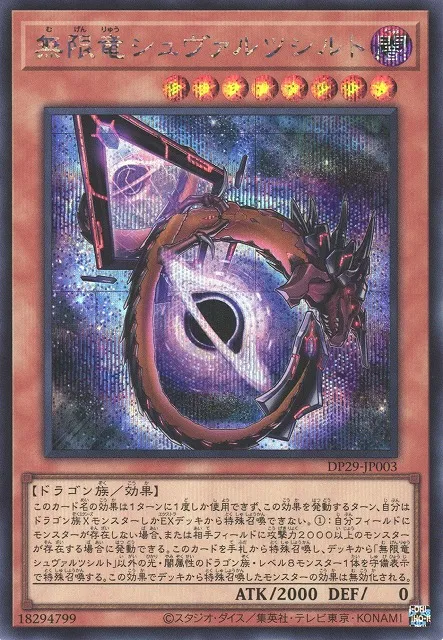 無限竜シュヴァルツシルト
闇
DP29-JP003
【ドラゴン族/効果】
このカード名の効果は1ターンに1度しか使用できず、この効果を発動するターン、自分は
ドラゴン族XモンスターしかEXデッキから特殊召喚できない。①:自分フィールドに
モンスターが存在しない場合、または相手フィールドに攻撃力2000以上のモンスター
が存在する場合に発動できる。このカードを手札から特殊召喚し、デッキから「無限竜
シュヴァルツシルト」以外の光・闇属性のドラゴン族・レベル8モンスター1体を守備表示
で特殊召喚する。この効果でデッキから特殊召喚したモンスターの効果は無効化される。
ATK/2000 DEF/ 0
18294799 ©スタジオ・ダイス/集英社・テレビ東京・KONAMI